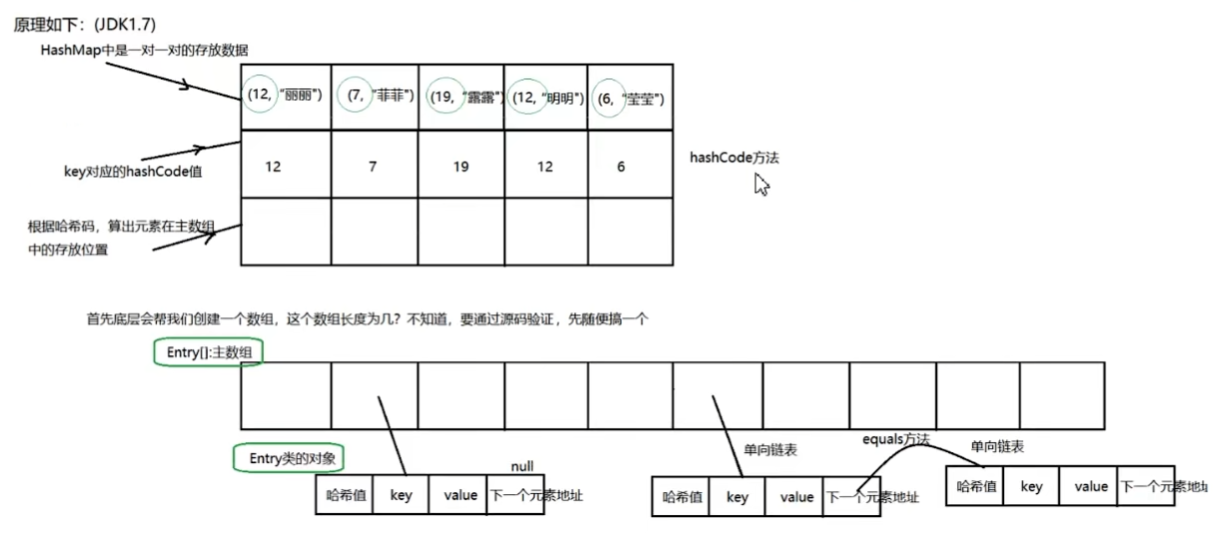 原理如下：(JDK1.7)
HashMap中是一对一对的存放数据
(12, "丽丽") (7, "菲菲") (19, "露露") (12, "明明") (6, "莹莹")
key对应的hashCode值
12 7 19 12 6
hashCode方法
根据哈希码，算出元素在主数组
中的存放位置
首先底层会帮我们创建一个数组，这个数组长度为几？不知道，要通过源码验证，先随便搞一个
Entry[]:主数组
Entry类的对象
null
单向链表
equals方法
单向链表
哈希值 key value 下一个元素地址
哈希值 key value 下一个元素地址
哈希值 key value 下一个元素地址